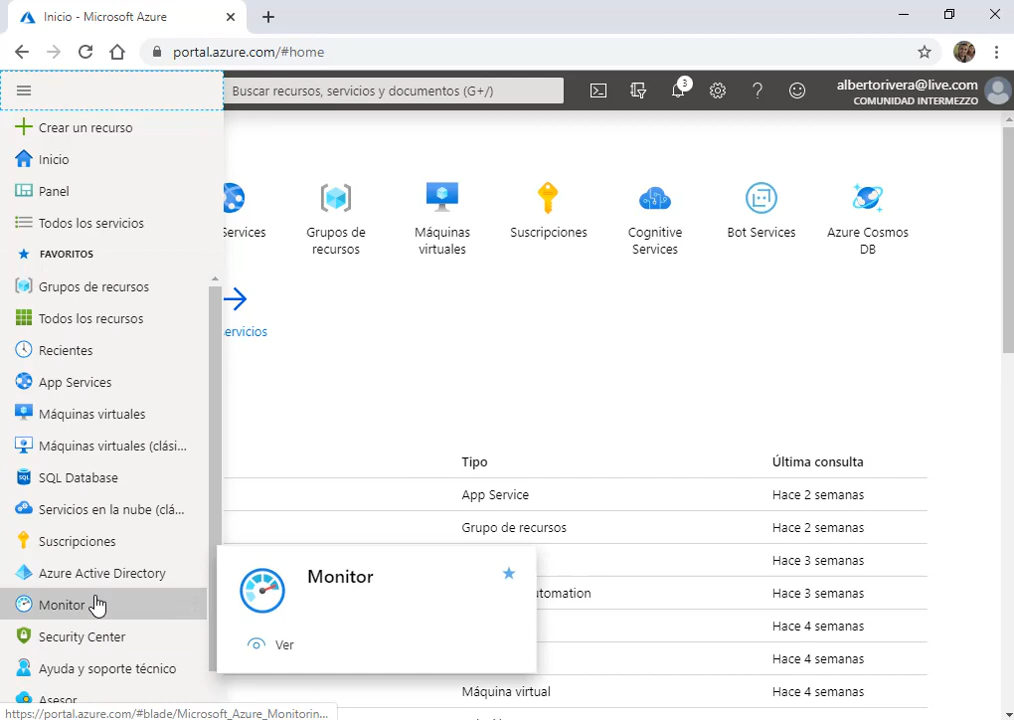 Inicio - Microsoft Azure
portal.azure.com/#home
Buscar recursos, servicios y documentos (G+/)
3
albertorivera@live.com
COMUNIDAD INTERMEZZO
Crear un recurso
Inicio
Panel
Todos los servicios
FAVORITOS
Grupos de recursos
Todos los recursos
Recientes
App Services
Máquinas virtuales
Máquinas virtuales (clási...
SQL Database
Servicios en la nube (clá...
Suscripciones
Azure Active Directory
Monitor
Security Center
Ayuda y soporte técnico
Asesor
Services
Grupos de
recursos
Máquinas
virtuales
Suscripciones
Cognitive
Services
Bot Services
Azure Cosmos
DB
servicios
Tipo
Última consulta
App Service
Hace 2 semanas
Grupo de recursos
Hace 2 semanas
Hace 3 semanas
utomation
Hace 3 semanas
Hace 4 semanas
Hace 4 semanas
Máquina virtual
Hace 4 semanas
Monitor
Ver
https://portal.azure.com/#blade/Microsoft_Azure_Monitorin...